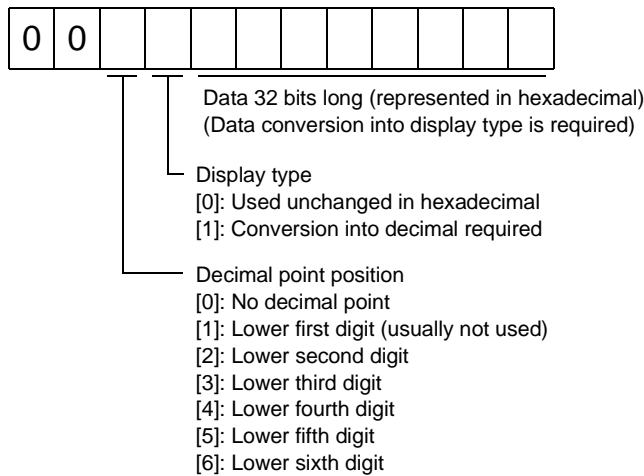 0 0
Data 32 bits long (represented in hexadecimal)
(Data conversion into display type is required)
Display type
[0]: Used unchanged in hexadecimal
[1]: Conversion into decimal required
Decimal point position
[0]: No decimal point
[1]: Lower first digit (usually not used)
[2]: Lower second digit
[3]: Lower third digit
[4]: Lower fourth digit
[5]: Lower fifth digit
[6]: Lower sixth digit